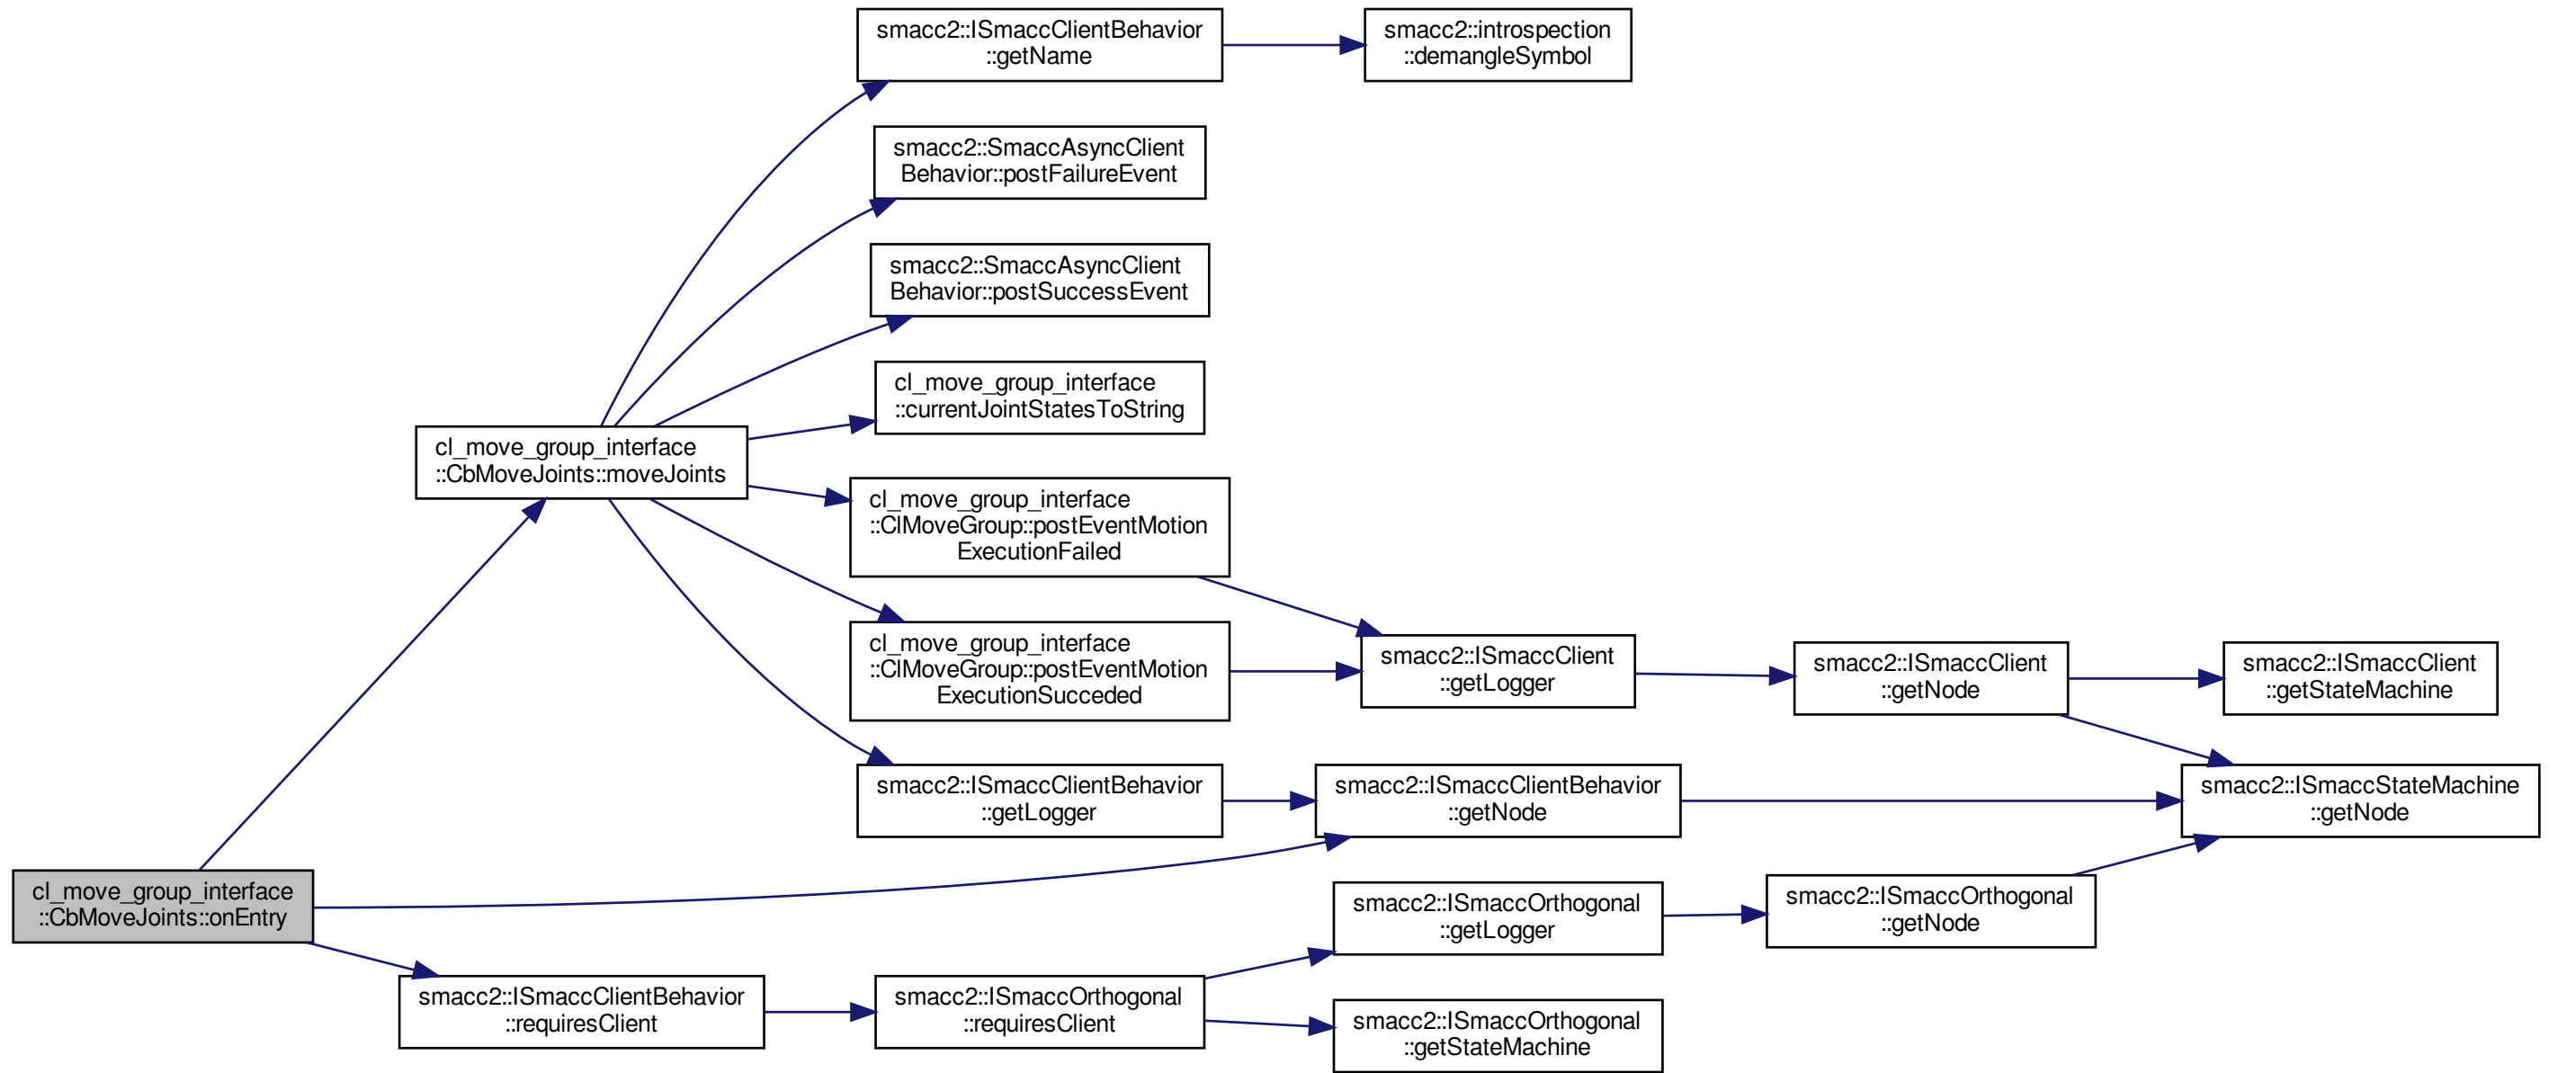 smacc2::ISmaccClientBehavior
::getName
smacc2::introspection
::demangleSymbol
smacc2::SmaccAsyncClient
Behavior::postFailureEvent
smacc2::SmaccAsyncClient
Behavior::postSuccessEvent
cl_move_group_interface
::currentJointStatesToString
cl_move_group_interface
::CbMoveJoints::moveJoints
cl_move_group_interface
::ClMoveGroup::postEventMotion
ExecutionFailed
cl_move_group_interface
::ClMoveGroup::postEventMotion
ExecutionSucceded
smacc2::ISmaccClient
::getLogger
smacc2::ISmaccClient
::getNode
smacc2::ISmaccClient
::getStateMachine
smacc2::ISmaccClientBehavior
::getLogger
smacc2::ISmaccClientBehavior
::getNode
smacc2::ISmaccStateMachine
::getNode
cl_move_group_interface
::CbMoveJoints::onEntry
smacc2::ISmaccOrthogonal
::getLogger
smacc2::ISmaccOrthogonal
::getNode
smacc2::ISmaccClientBehavior
::requiresClient
smacc2::ISmaccOrthogonal
::requiresClient
smacc2::ISmaccOrthogonal
::getStateMachine